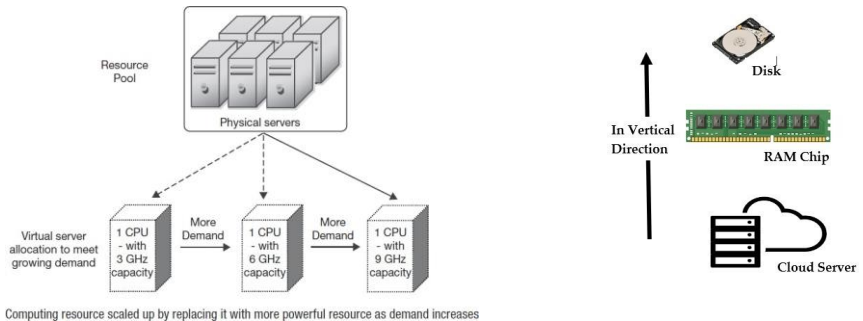 Resource
Pool
Physical servers
Virtual server
allocation to meet
growing demand
1 CPU
- with
3 GHz
capacity
More
Demand
1 CPU
- with
6 GHz
capacity
More
Demand
1 CPU
- with
9 GHz
capacity
Computing resource scaled up by replacing it with more powerful resource as demand increases
Disk
In Vertical
Direction
RAM Chip
Cloud Server